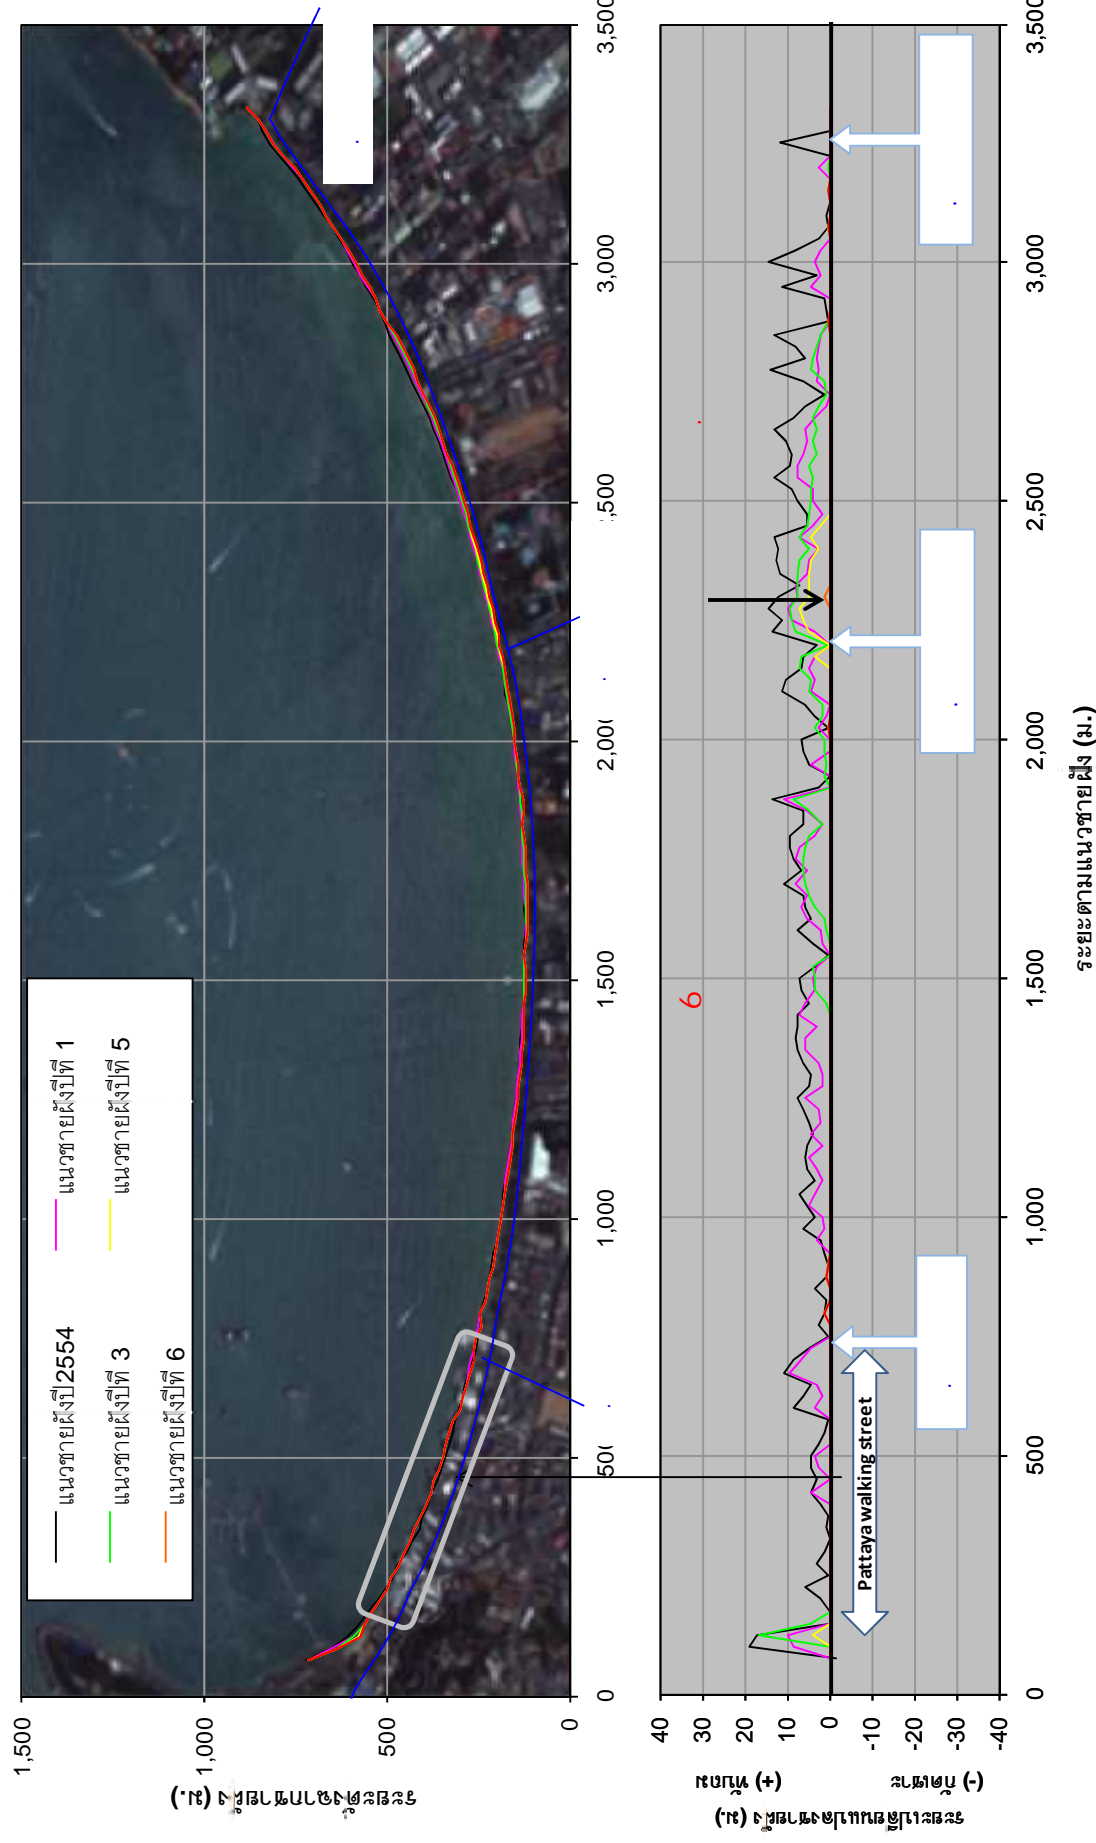 แนวชายฝั่งปี2554
แนวชายฝั่งปีที่ 1
แนวชายฝั่งปีที่ 3
แนวชายฝั่งปีที่ 5
แนวชายฝั่งปีที่ 6
1,500
1,000
500
0
ระยะตั้งฉากชายฝั่ง (ม.)
0
500
1,000
1,500
2,000
2,500
3,000
3,500
6
Pattaya walking street
40
30
20
10
0
-10
-20
-30
-40
(+) ทับถม
(-) กัดเซาะ
ระยะเปลี่ยนแปลงชายฝั่ง (ม.)
0
500
1,000
1,500
2,000
2,500
3,000
3,500
ระยะตามแนวชายฝั่ง (ม.)